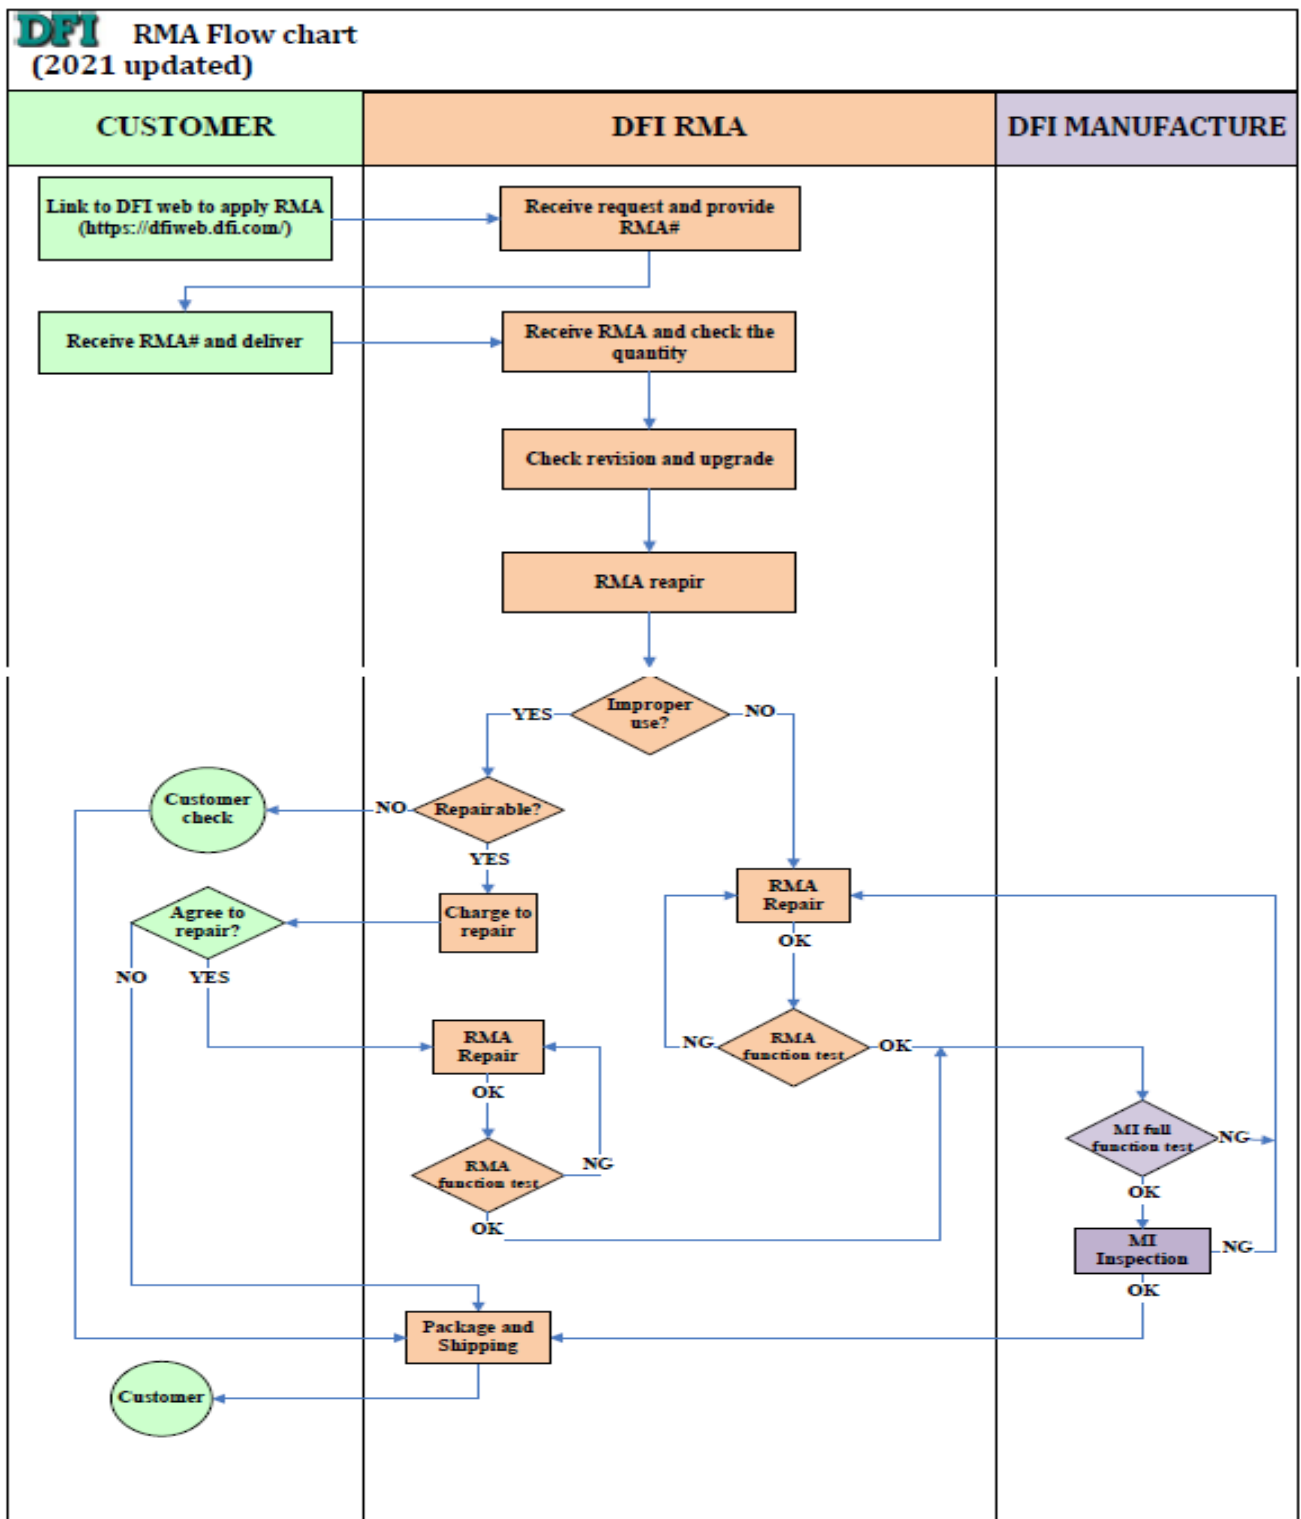 DFI RMA Flow chart
(2021 updated)
CUSTOMER
DFI RMA
DFI MANUFACTURE
Link to DFI web to apply RMA
(https://dfiweb.dfi.com/)
Receive request and provide
RMA#
Receive RMA# and deliver
Receive RMA and check the
quantity
Check revision and upgrade
RMA reapir
Improper
use?
YES
NO
Repairable?
NO
Customer
check
YES
Charge to
repair
Agree to
repair?
NO
YES
RMA
Repair
OK
RMA
function test
NG
OK
RMA
Repair
OK
RMA
function test
NG
OK
MI full
function test
NG
OK
MI
Inspection
NG
OK
Package and
Shipping
Customer